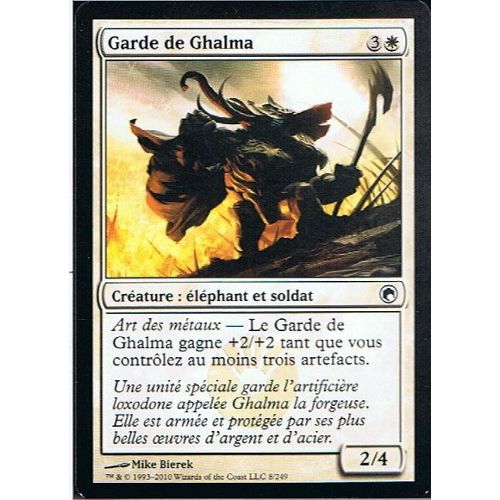 Garde de Ghalma 3
Créature : éléphant et soldat
Art des métaux — Le Garde de
Ghalma gagne +2/+2 tant que vous
contrôlez au moins trois artefacts.
Une unité spéciale garde l'artificière
loxodone appelée Ghalma la forgeuse.
Elle est armée et protégée par ses plus
belles œuvres d'argent et d'acier.
2/4
Mike Bierek
™ & © 1993–2010 Wizards of the Coast LLC 8/249